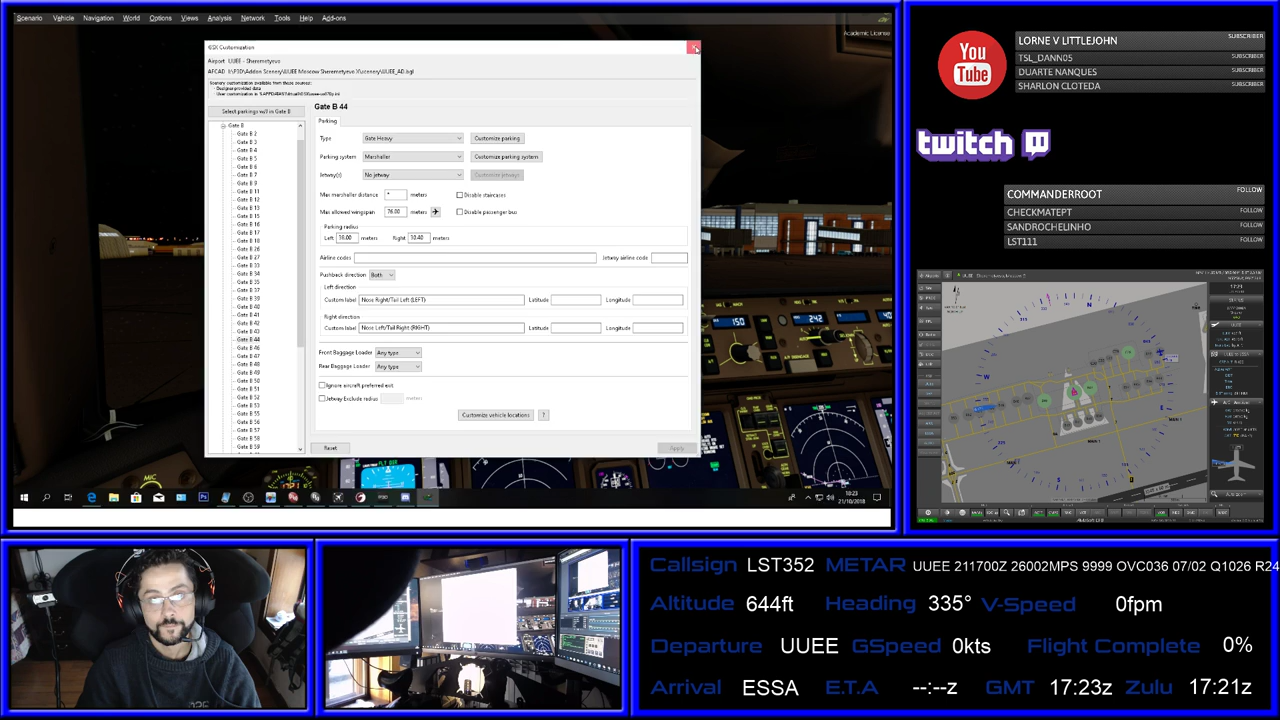 Scenario Vehicle Navigation World Options Views Analysis Network Tools Help Add-ons
Academic License
GSX Customization
Airport UUEE - Sheremetyevo
Scenery customization available from these sources:
- Designer provided data
Select parkings with in Gate B
Gate B 44
Parking
Gate B
Gate B 2
Gate B 3
Gate B 4
Gate B 5
Gate B 6
Gate B 7
Gate B 9
Gate B 11
Gate B 12
Gate B 13
Gate B 15
Gate B 16
Gate B 17
Gate B 18
Gate B 26
Gate B 27
Gate B 33
Gate B 34
Gate B 35
Gate B 37
Gate B 39
Gate B 40
Gate B 41
Gate B 42
Gate B 43
Gate B 44
Gate B 46
Gate B 47
Gate B 48
Gate B 49
Gate B 50
Gate B 51
Gate B 52
Gate B 53
Gate B 55
Gate B 56
Gate B 57
Gate B 58
Gate B 59
Type Gate Heavy Customize parking
Parking system Marshaller Customize parking system
Jetway(s) No jetway Customize jetways
Max marshaller distance * meters Disable staircases
Max allowed wingspan 76.00 meters Disable passenger bus
Parking radius
Left meters Right meters
Airline codes Jetway airline code
Pushback direction Both
Left direction
Custom label Nose Right/Tail Left (LEFT) Latitude Longitude
Right direction
Custom label Nose Left/Tail Right (RIGHT) Latitude Longitude
Front Baggage Loader Any type
Rear Baggage Loader Any type
Ignore aircraft preferred exit
Jetway Exclude radius meters
Customize vehicle locations ?
Reset Apply
18:23
21/10/2018
You Tube
LORNE V LITTLEJOHN SUBSCRIBER
TSL_DANN05 SUBSCRIBER
DUARTE NANQUES SUBSCRIBER
SHARLON CLOTEDA SUBSCRIBER
twitch
COMMANDERROOT FOLLOW
CHECKMATEPT FOLLOW
SANDROCHELINHO FOLLOW
LST111 FOLLOW
17:21
Callsign LST352 METAR UUEE 211700Z 26002MPS 9999 OVC036 07/02 Q1026 R24
Altitude 644ft Heading 335° V-Speed 0fpm
Departure UUEE GSpeed 0kts Flight Complete 0%
Arrival ESSA E.T.A --:--z GMT 17:23z Zulu 17:21z